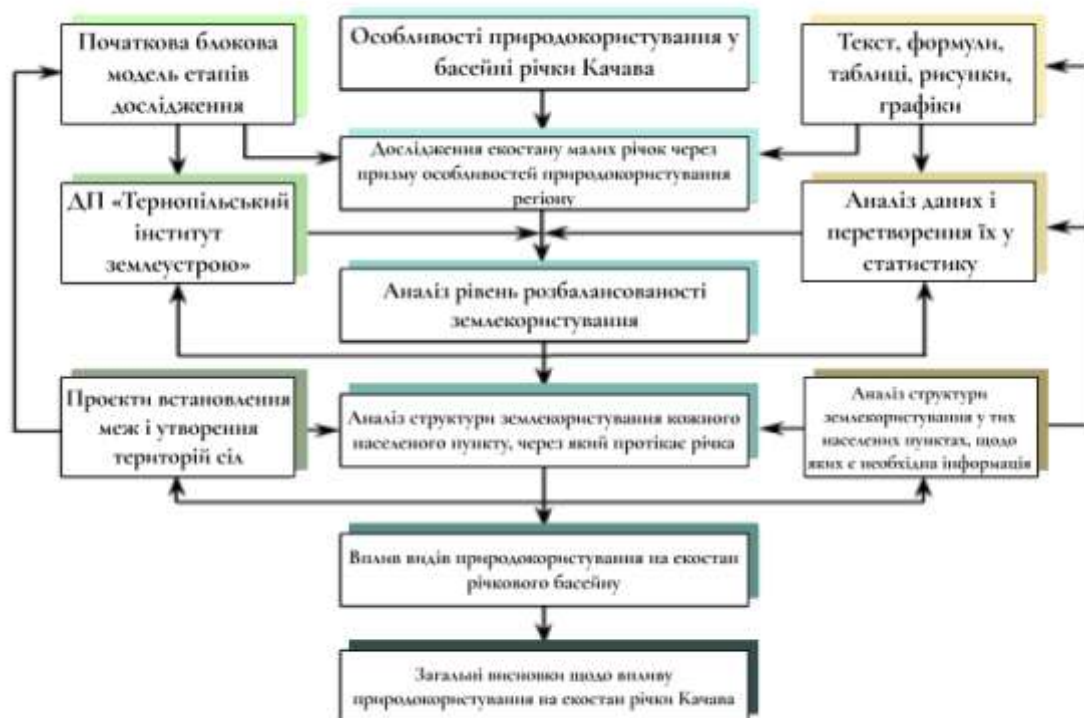 Початкова блокова
модель етапів
дослідження
Особливості природокористування у
басейні річки Качава
Текст, формули,
таблиці, рисунки,
графіки
Дослідження екостану малих річок через
призму особливостей природокористування
регіону
ДП «Тернопільський
інститут
землеустрою»
Аналіз даних і
перетворення їх у
статистику
Аналіз рівень розбалансованості
землекористування
Проекти встановлення
меж і утворення
територій сіл
Аналіз структури землекористування кожного
населеного пункту, через який протікає річка
Аналіз структури
землекористування у тих
населених пунктах, щодо
яких є необхідна інформація
Вплив видів природокористування на екостан
річкового басейну
Загальні висновки щодо впливу
природокористування на екостан річки Качава